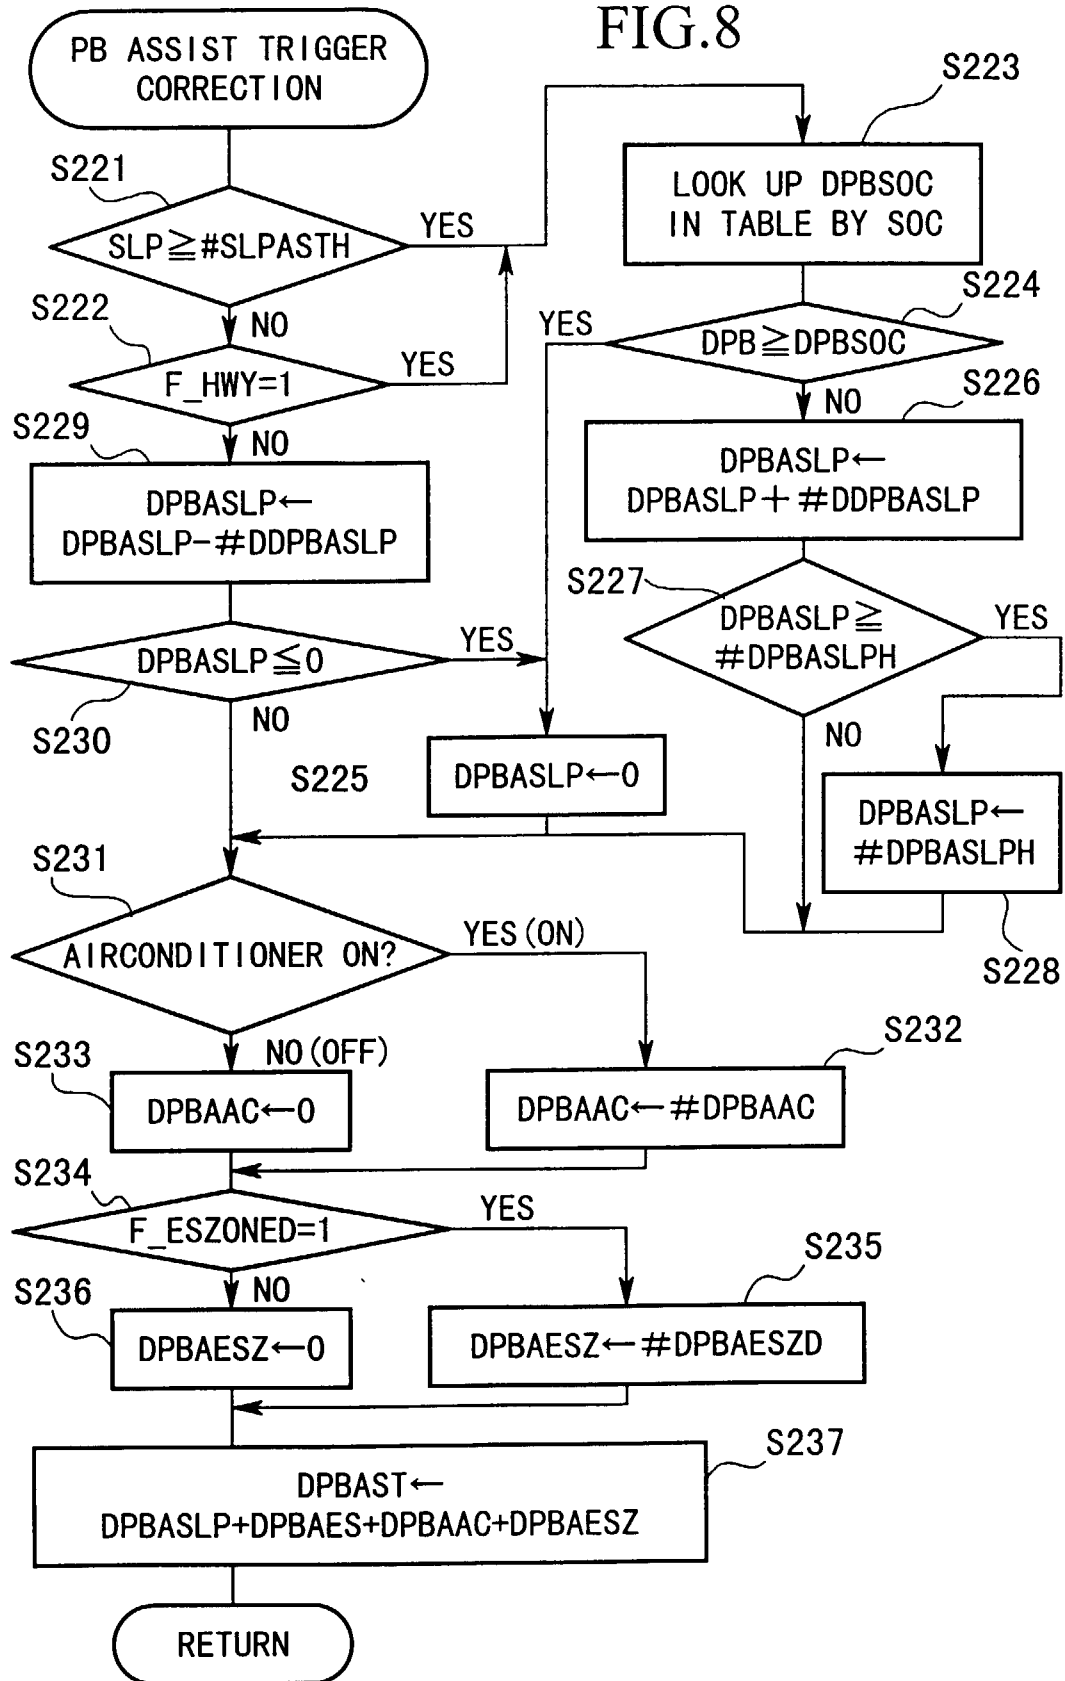 FIG.8
PB ASSIST TRIGGER
CORRECTION
S221
SLP≧#SLPASTH
YES
NO
S222
F_HWY=1
YES
NO
S229
DPBASLP←
DPBASLP-#DDPBASLP
DPBASLP≦0
YES
S230
NO
S223
LOOK UP DPBSOC
IN TABLE BY SOC
S224
YES
DPB≧DPBSOC
NO
S226
DPBASLP←
DPBASLP+#DDPBASLP
S227
DPBASLP≧
#DPBASLPH
YES
NO
S225
DPBASLP←0
DPBASLP←
#DPBASLPH
S228
S231
AIRCONDITIONER ON?
YES(ON)
NO(OFF)
S233
DPBAAC←0
S232
DPBAAC←#DPBAAC
S234
F_ESZONED=1
YES
NO
S236
DPBAESZ←0
S235
DPBAESZ←#DPBAESZD
S237
DPBAST←
DPBASLP+DPBAES+DPBAAC+DPBAESZ
RETURN